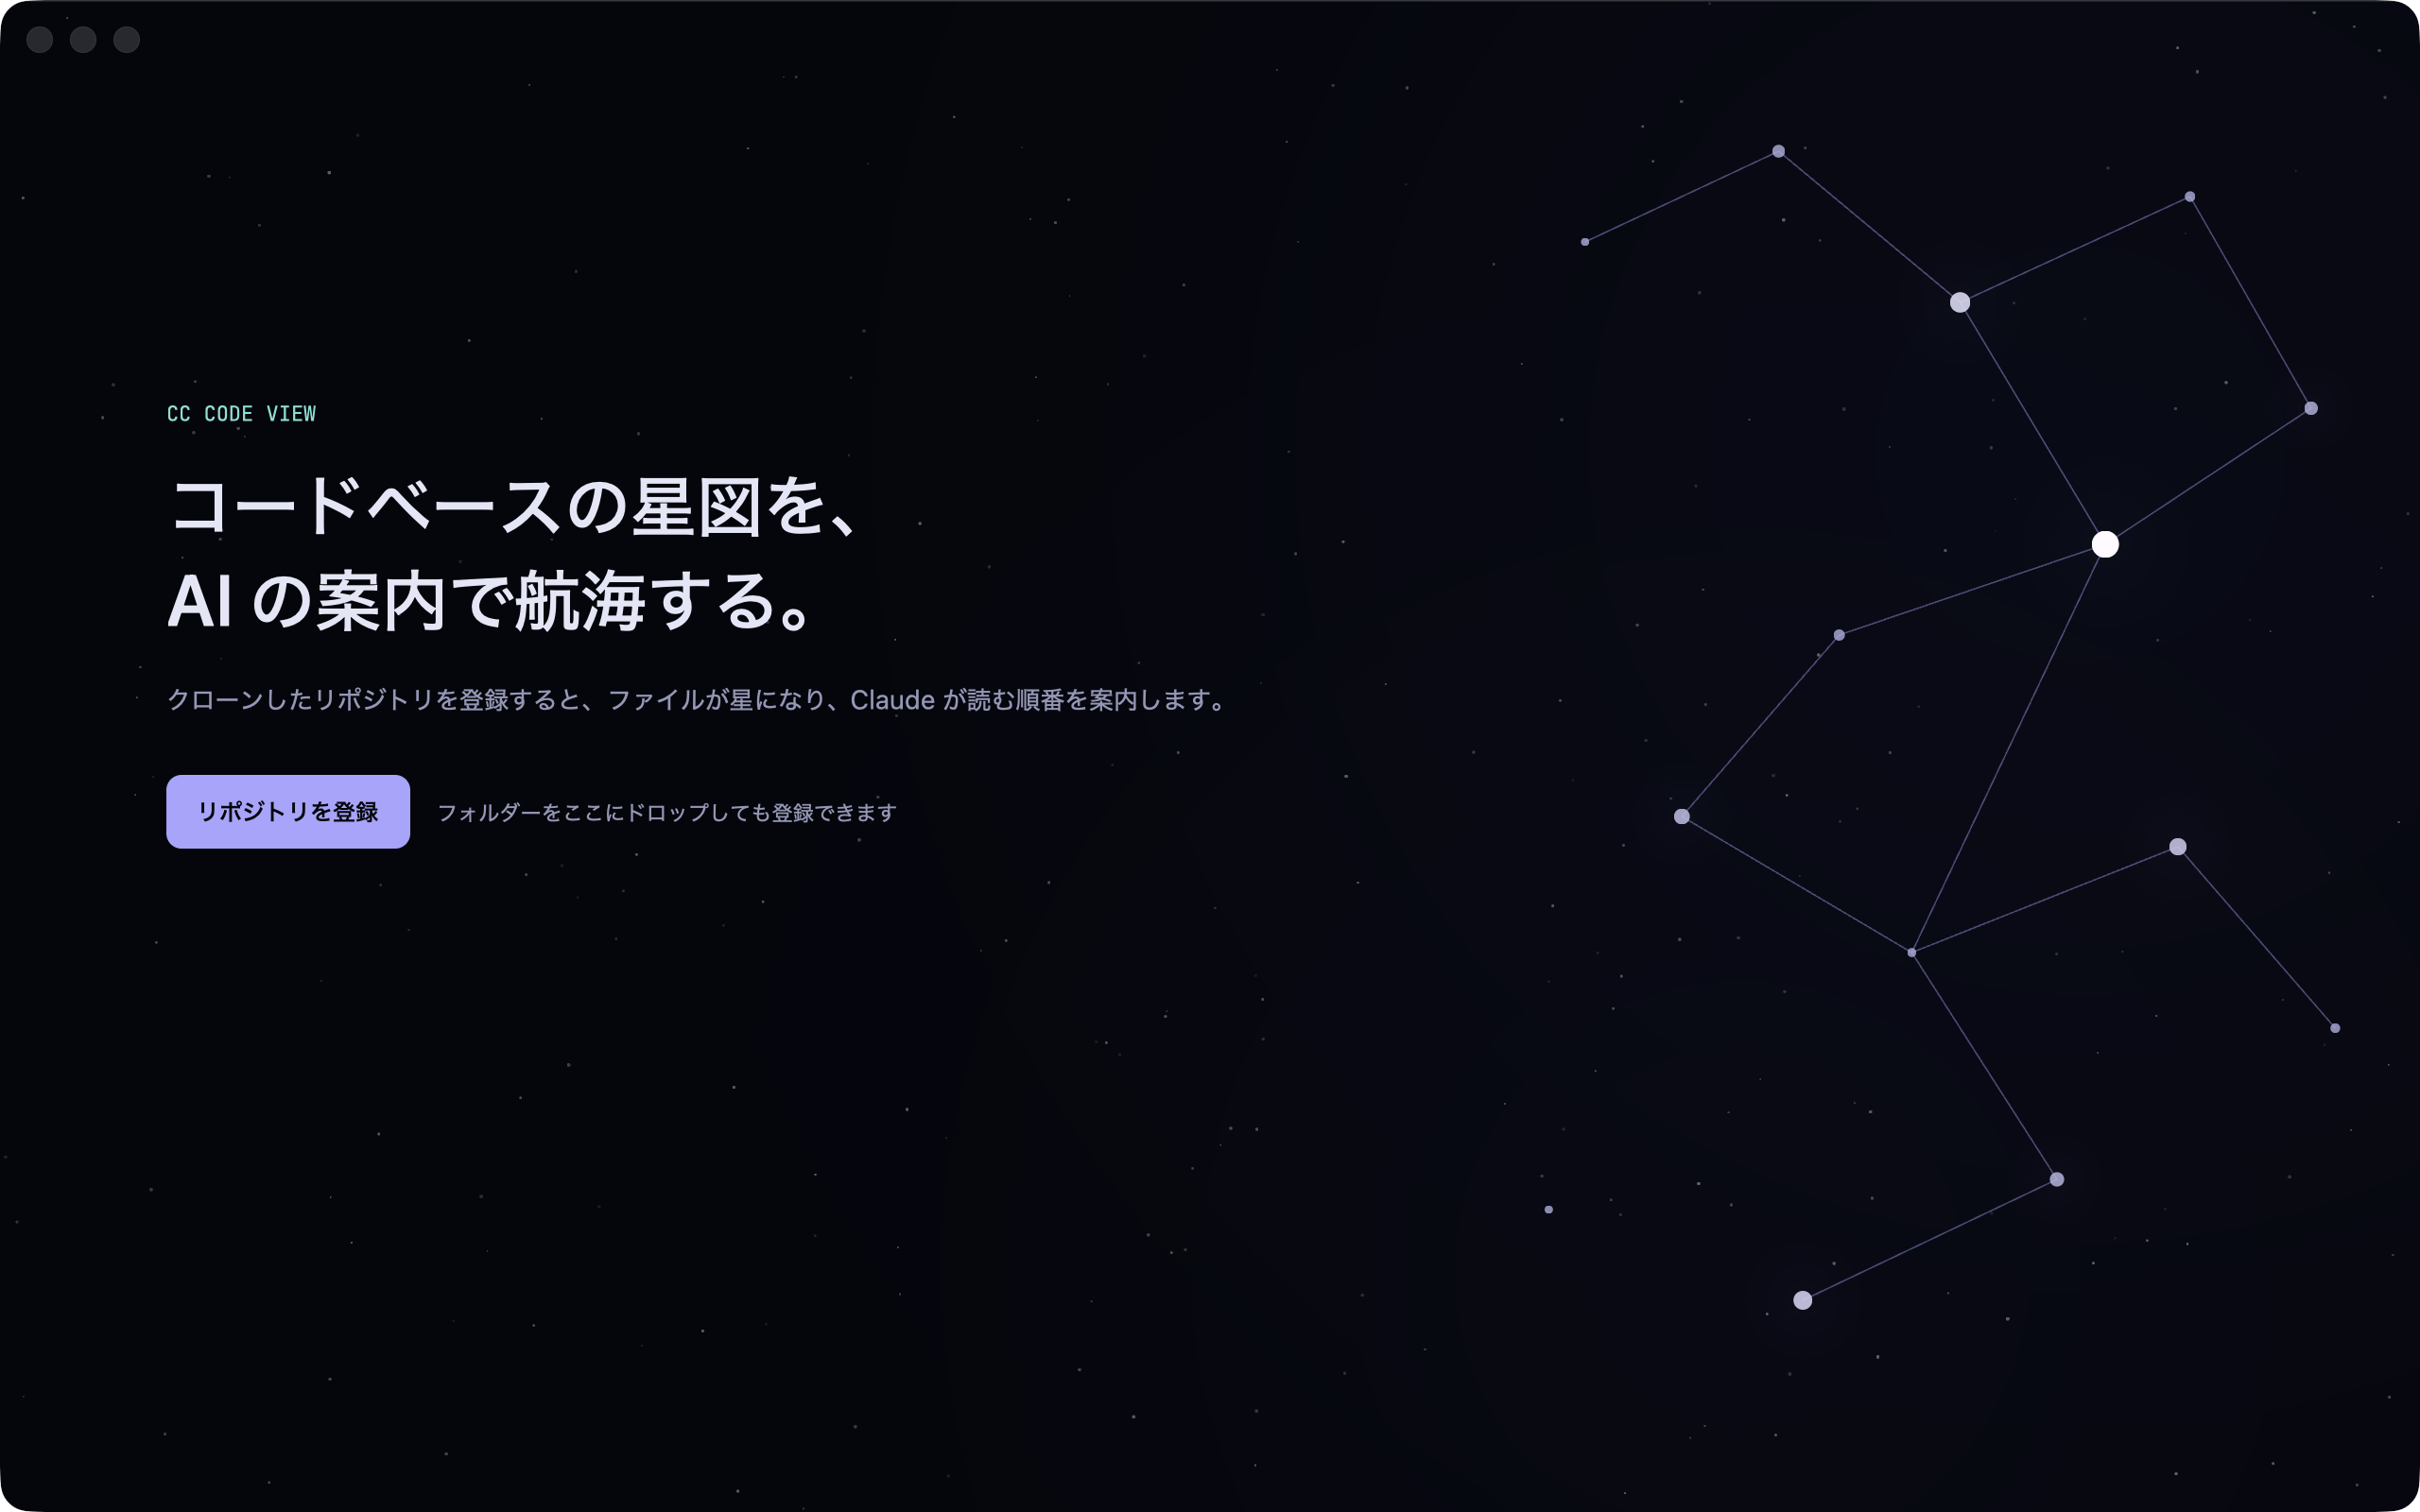 CC CODE VIEW
コードベースの星図を、
AI の案内で航海する。
クローンしたリポジトリを登録すると、ファイルが星になり、Claude が読む順番を案内します。
リポジトリを登録
フォルダーをここにドロップしても登録できます